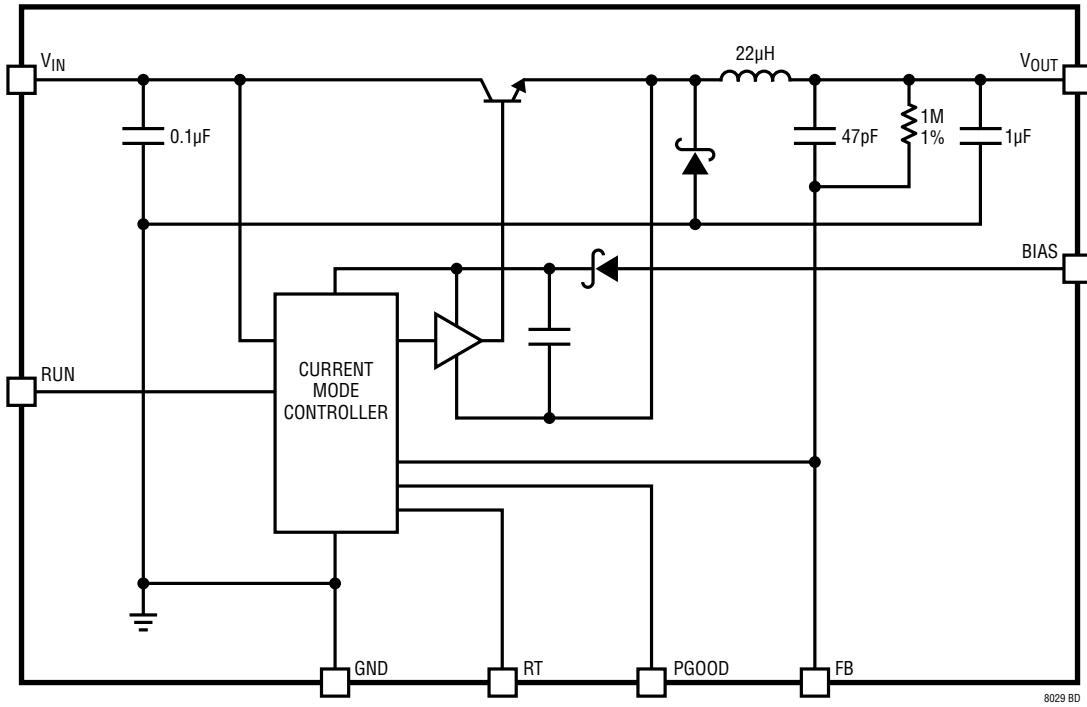 VIN
22µH
VOUT
0.1µF
47pF
1M
1%
1µF
BIAS
RUN
CURRENT
MODE
CONTROLLER
GND
RT
PGOOD
FB
8029 BD